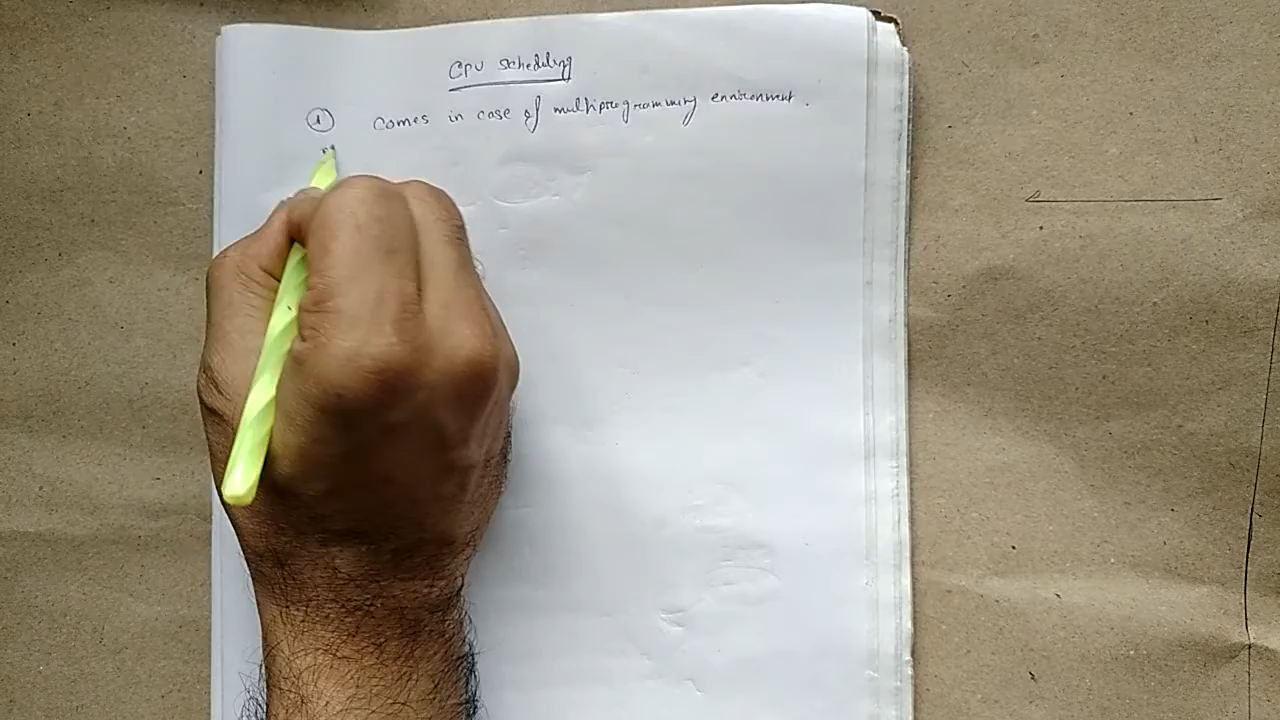 CPU Scheduling
① Comes in case of multiprogramming environment.